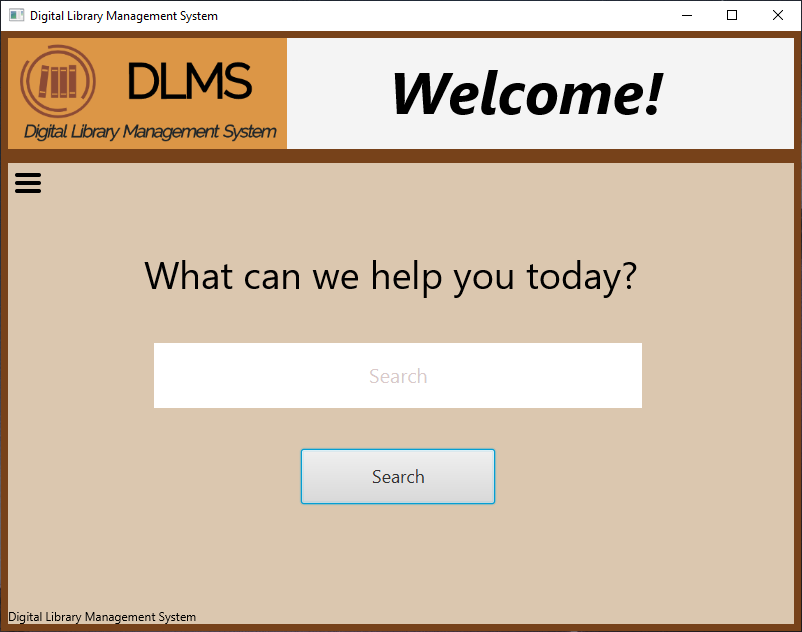 Digital Library Management System
DLMS
Digital Library Management System
Welcome!
What can we help you today?
Search
Search
Digital Library Management System